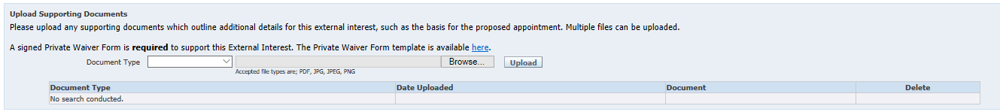 Upload Supporting Documents
Please upload any supporting documents which outline additional details for this external interest, such as the basis for the proposed appointment. Multiple files can be uploaded.
A signed Private Waiver Form is required to support this External Interest. The Private Waiver Form template is available here.
Document Type Browse... Upload
Accepted file types are; PDF, JPG, JPEG, PNG
Document Type Date Uploaded Document Delete
No search conducted.